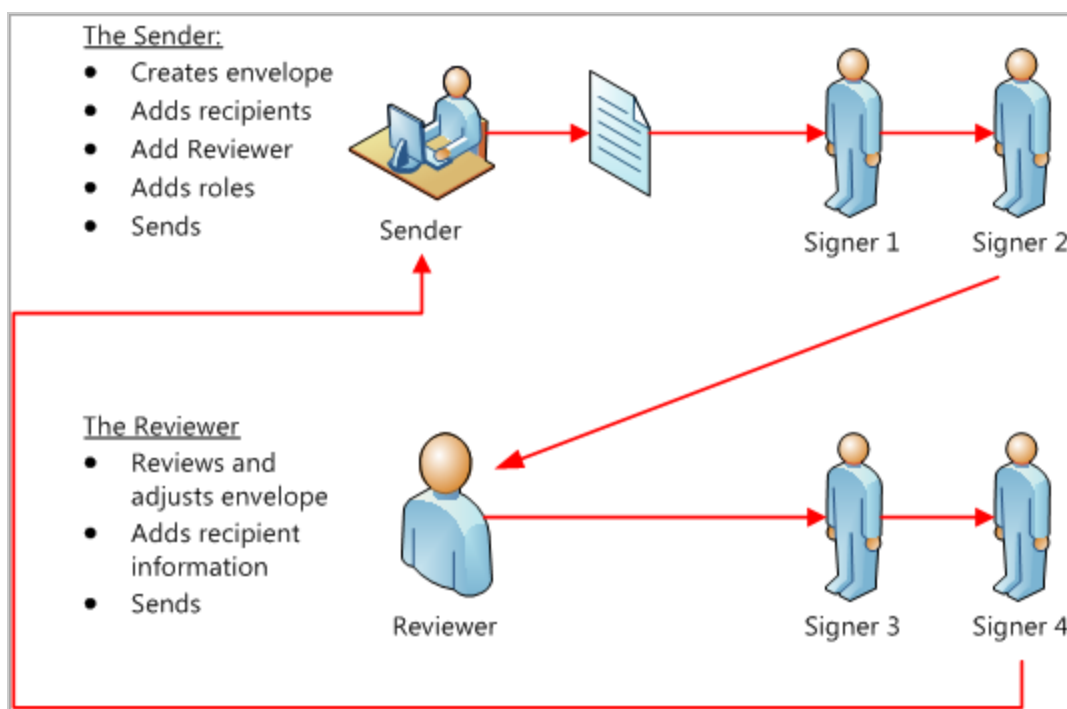 The Sender:
● Creates envelope
● Adds recipients
● Add Reviewer
● Adds roles
● Sends
Sender
Signer 1
Signer 2
The Reviewer
● Reviews and
adjusts envelope
● Adds recipient
information
● Sends
Reviewer
Signer 3
Signer 4